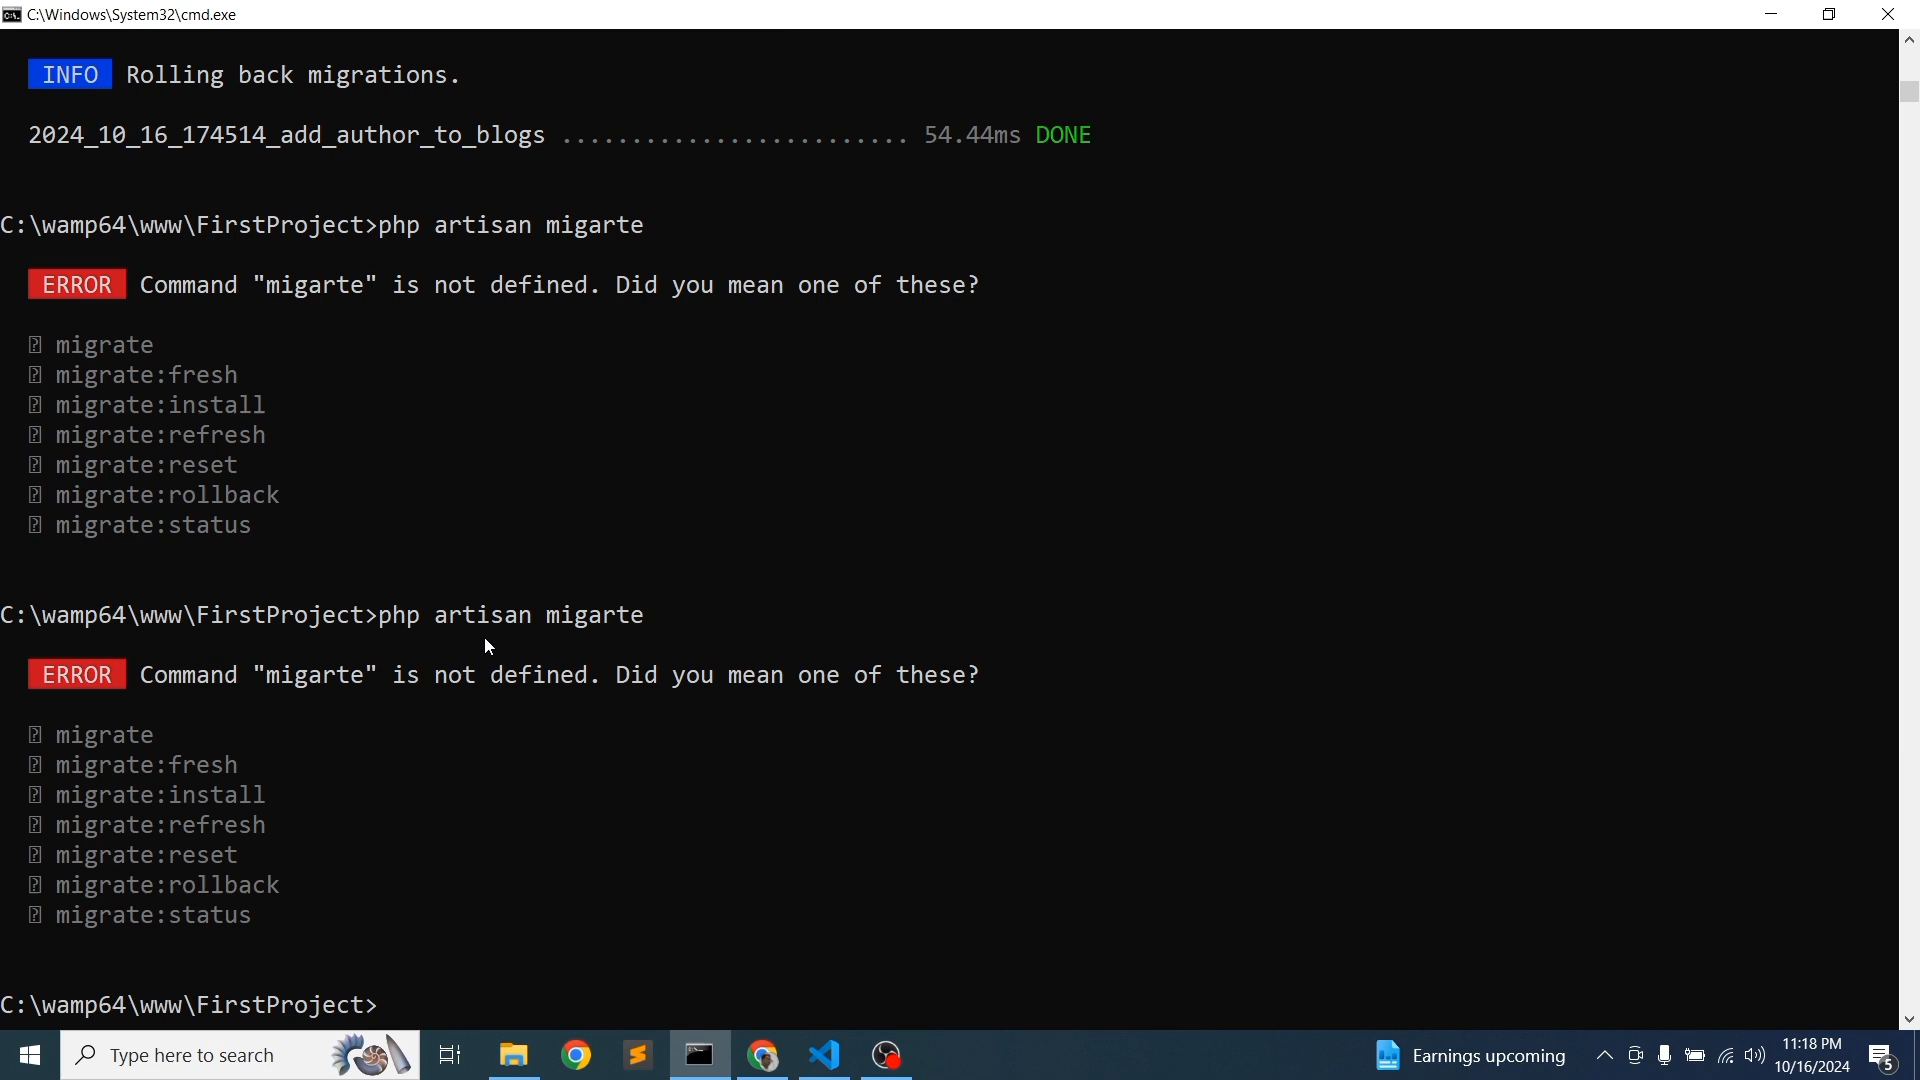 C:\Windows\System32\cmd.exe
INFO Rolling back migrations.
2024_10_16_174514_add_author_to_blogs ......................... 54.44ms DONE
C:\wamp64\www\FirstProject>php artisan migarte
ERROR Command "migarte" is not defined. Did you mean one of these?
migrate
migrate:fresh
migrate:install
migrate:refresh
migrate:reset
migrate:rollback
migrate:status
C:\wamp64\www\FirstProject>php artisan migarte
ERROR Command "migarte" is not defined. Did you mean one of these?
migrate
migrate:fresh
migrate:install
migrate:refresh
migrate:reset
migrate:rollback
migrate:status
C:\wamp64\www\FirstProject>
Type here to search
Earnings upcoming
11:18 PM
10/16/2024
5